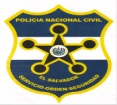 POLICIA NACIONAL CIVIL
EL SALVADOR
SERVICIO-ORDEN-SEGURIDAD